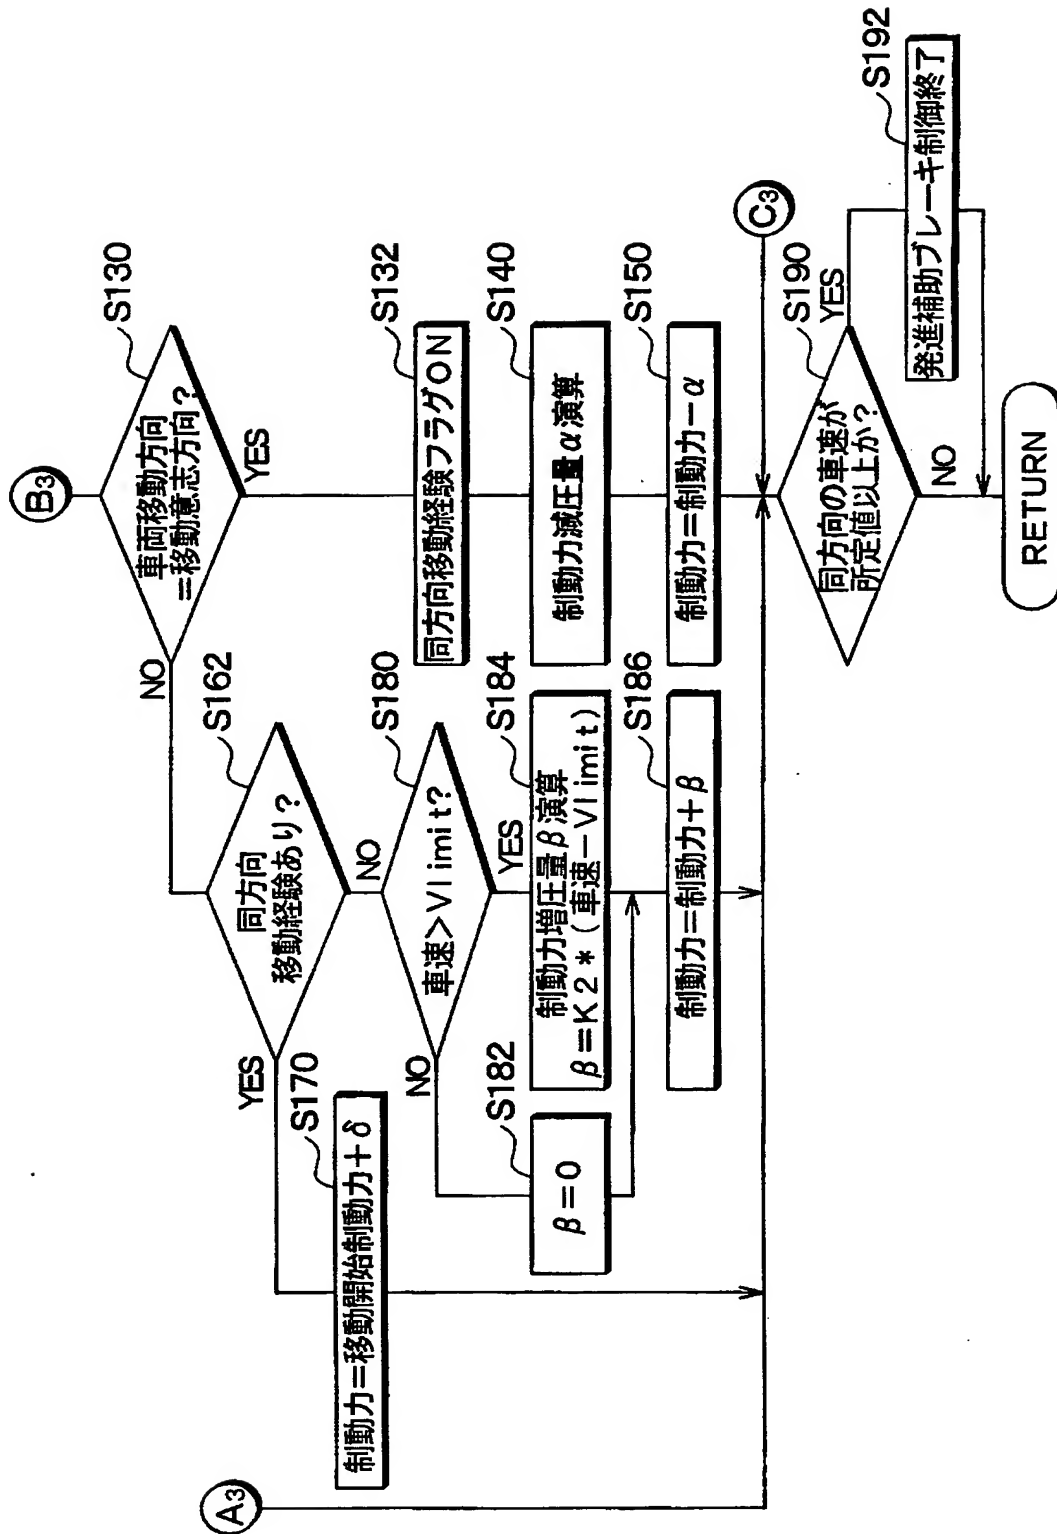 B3
S130
車両移動方向
＝移動意志方向？
NO
YES
S162
同方向
移動経験あり？
YES
NO
S132
同方向移動経験フラグON
S170
制動力＝移動開始制動力＋δ
S180
車速＞Vlimit？
NO
YES
S140
制動力減圧量α演算
S182
β＝0
S184
制動力増圧量β演算
β＝K2＊(車速－Vlimit)
S150
制動力＝制動力－α
S186
制動力＝制動力＋β
A3
C3
S190
同方向の車速が
所定値以上か？
YES
NO
S192
発進補助ブレーキ制御終了
RETURN